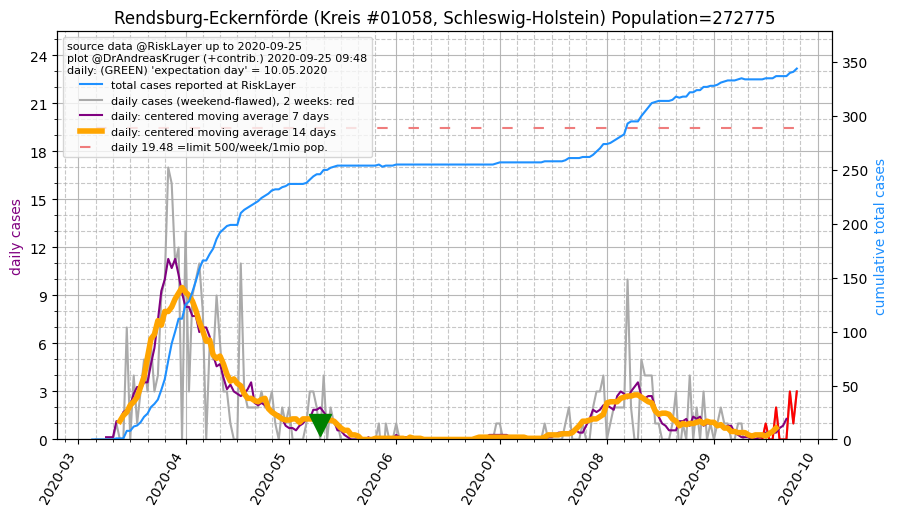 Rendsburg-Eckernförde (Kreis #01058, Schleswig-Holstein) Population=272775
source data @RiskLayer up to 2020-09-25
plot @DrAndreasKruger (+contrib.) 2020-09-25 09:48
daily: (GREEN) 'expectation day' = 10.05.2020
total cases reported at RiskLayer
daily cases (weekend-flawed), 2 weeks: red
daily: centered moving average 7 days
daily: centered moving average 14 days
daily 19.48 =limit 500/week/1mio pop.
daily cases
24
21
18
15
12
9
6
3
0
cumulative total cases
350
300
250
200
150
100
50
0
2020-03
2020-04
2020-05
2020-06
2020-07
2020-08
2020-09
2020-10